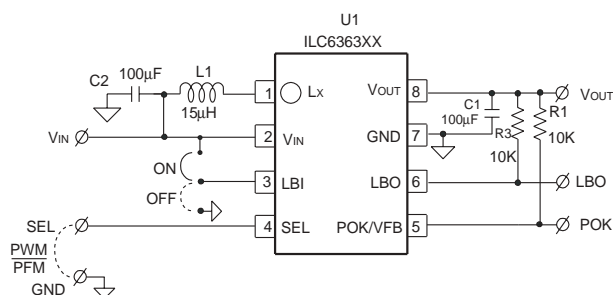 U1
ILC6363XX
C2
100µF
L1
15µH
1
LX
VOUT
8
VOUT
C1
100µF
R3
10K
R1
10K
VIN
2
VIN
GND
7
ON
OFF
3
LBI
LBO
6
LBO
SEL
4
SEL
POK/VFB
5
POK
PWM
PFM
GND